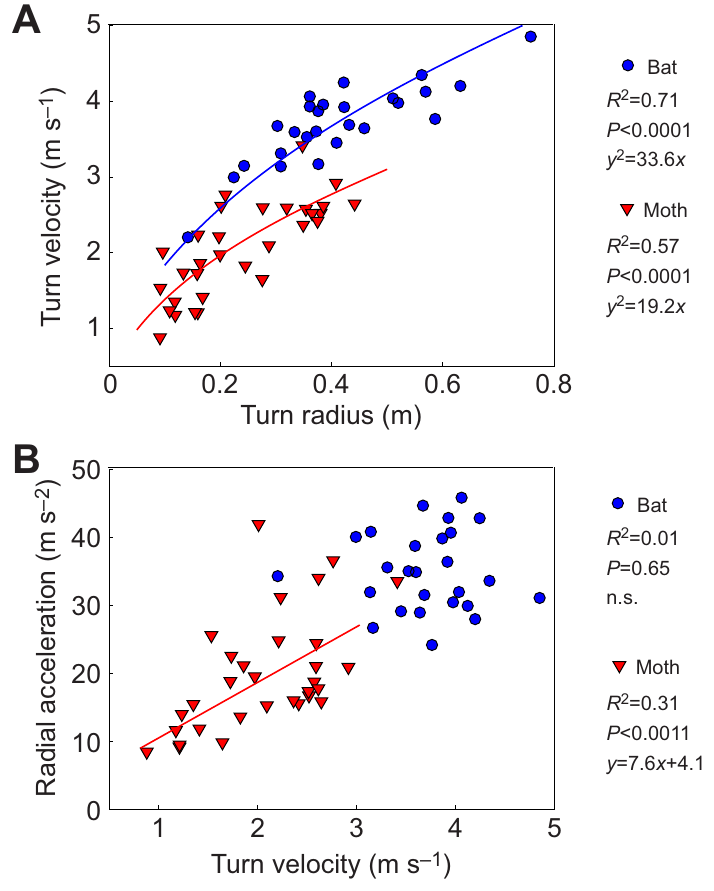 A
5
4
3
2
1
Turn velocity (m s–1)
0
0.2
0.4
0.6
0.8
Turn radius (m)
Bat
R2=0.71
P<0.0001
y2=33.6x
Moth
R2=0.57
P<0.0001
y2=19.2x
B
50
40
30
20
10
0
Radial acceleration (m s–2)
1
2
3
4
5
Turn velocity (m s–1)
Bat
R2=0.01
P=0.65
n.s.
Moth
R2=0.31
P<0.0011
y=7.6x+4.1